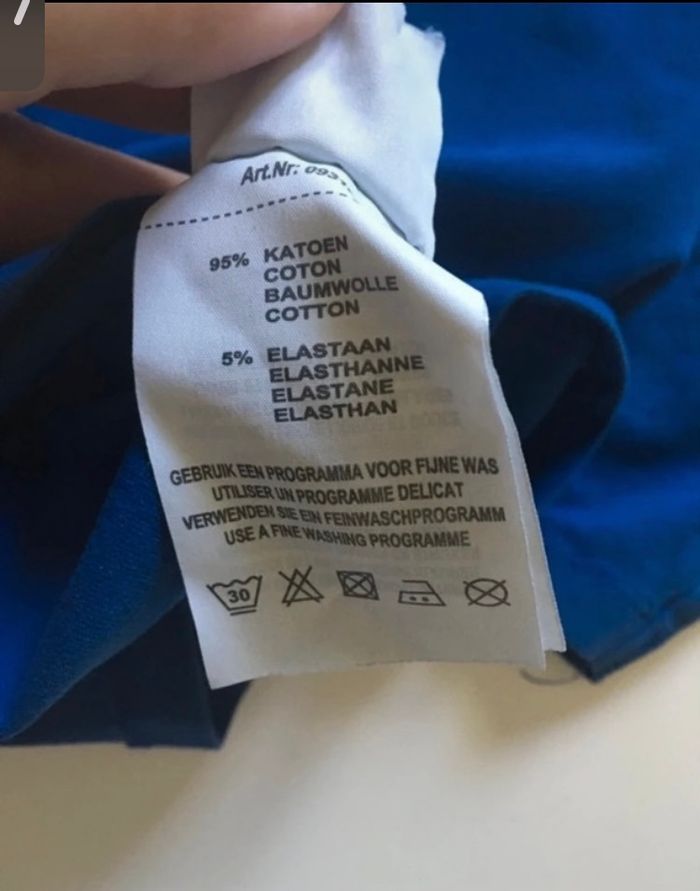 Art.Nr:
95% KATOEN
COTON
BAUMWOLLE
COTTON
5% ELASTAAN
ELASTHANNE
ELASTANE
ELASTHAN
GEBRUIK EEN PROGRAMMA VOOR FIJNE WAS
UTILISER UN PROGRAMME DELICAT
VERWENDEN SIE EIN FEINWASCHPROGRAMM
USE A FINE WASHING PROGRAMME
30